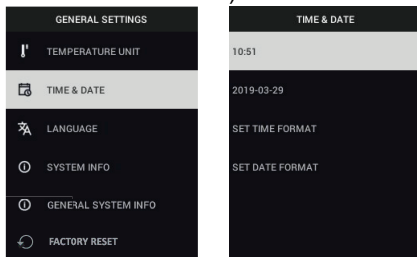 GENERAL SETTINGS
TEMPERATURE UNIT
TIME & DATE
LANGUAGE
SYSTEM INFO
GENERAL SYSTEM INFO
FACTORY RESET
TIME & DATE
10:51
2019-03-29
SET TIME FORMAT
SET DATE FORMAT